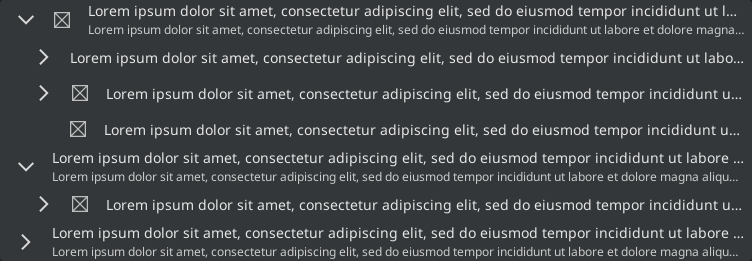 Lorem ipsum dolor sit amet, consectetur adipiscing elit, sed do eiusmod tempor incididunt ut l...
Lorem ipsum dolor sit amet, consectetur adipiscing elit, sed do eiusmod tempor incididunt ut labore et dolore magna...
Lorem ipsum dolor sit amet, consectetur adipiscing elit, sed do eiusmod tempor incididunt ut labo...
Lorem ipsum dolor sit amet, consectetur adipiscing elit, sed do eiusmod tempor incididunt u...
Lorem ipsum dolor sit amet, consectetur adipiscing elit, sed do eiusmod tempor incididunt u...
Lorem ipsum dolor sit amet, consectetur adipiscing elit, sed do eiusmod tempor incididunt ut labore ...
Lorem ipsum dolor sit amet, consectetur adipiscing elit, sed do eiusmod tempor incididunt ut labore et dolore magna aliqu...
Lorem ipsum dolor sit amet, consectetur adipiscing elit, sed do eiusmod tempor incididunt u...
Lorem ipsum dolor sit amet, consectetur adipiscing elit, sed do eiusmod tempor incididunt ut labore ...
Lorem ipsum dolor sit amet, consectetur adipiscing elit, sed do eiusmod tempor incididunt ut labore et dolore magna aliqu...